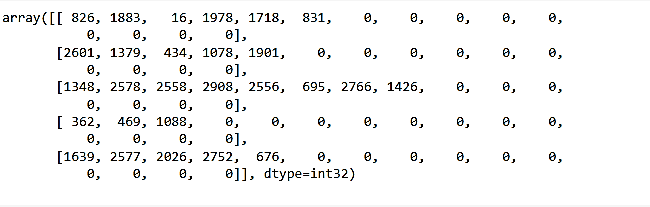 array([[ 826, 1883, 16, 1978, 1718, 831, 0, 0, 0, 0, 0,
0, 0, 0, 0],
[2601, 1379, 434, 1078, 1901, 0, 0, 0, 0, 0, 0,
0, 0, 0, 0],
[1348, 2578, 2558, 2908, 2556, 695, 2766, 1426, 0, 0, 0,
0, 0, 0, 0],
[ 362, 469, 1088, 0, 0, 0, 0, 0, 0, 0, 0,
0, 0, 0, 0],
[1639, 2577, 2026, 2752, 676, 0, 0, 0, 0, 0, 0,
0, 0, 0, 0]], dtype=int32)